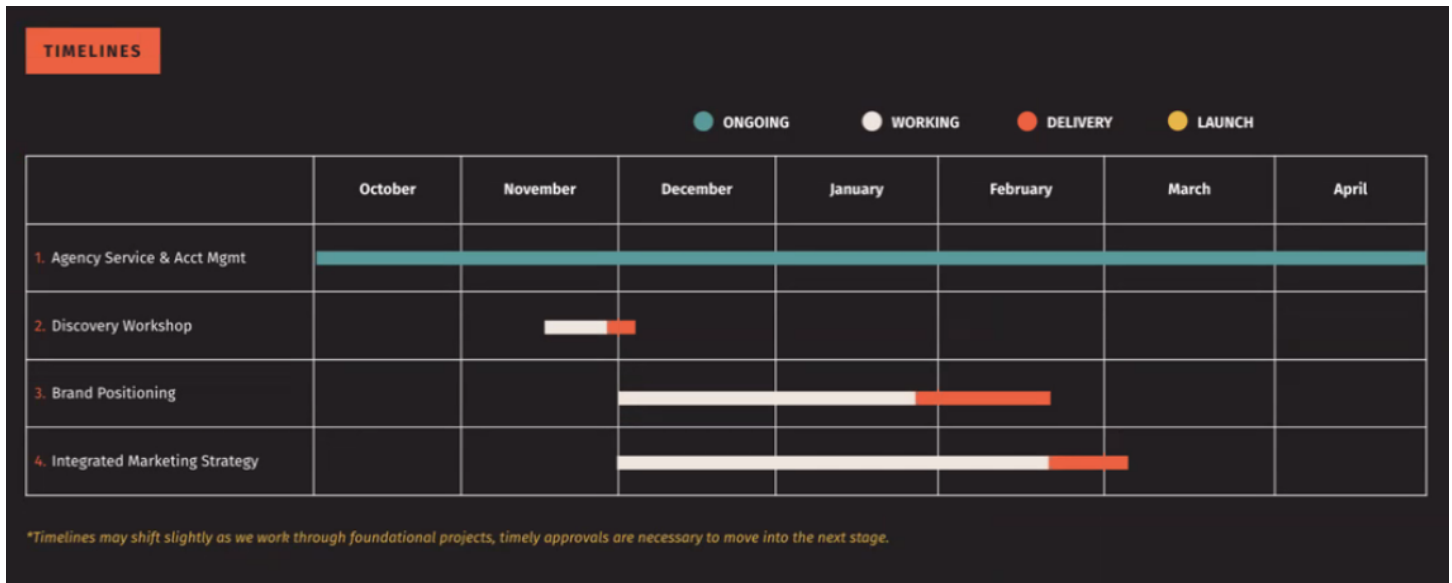 TIMELINES
ONGOING WORKING DELIVERY LAUNCH
October November December January February March April
1. Agency Service & Acct Mgmt
2. Discovery Workshop
3. Brand Positioning
4. Integrated Marketing Strategy
*Timelines may shift slightly as we work through foundational projects, timely approvals are necessary to move into the next stage.